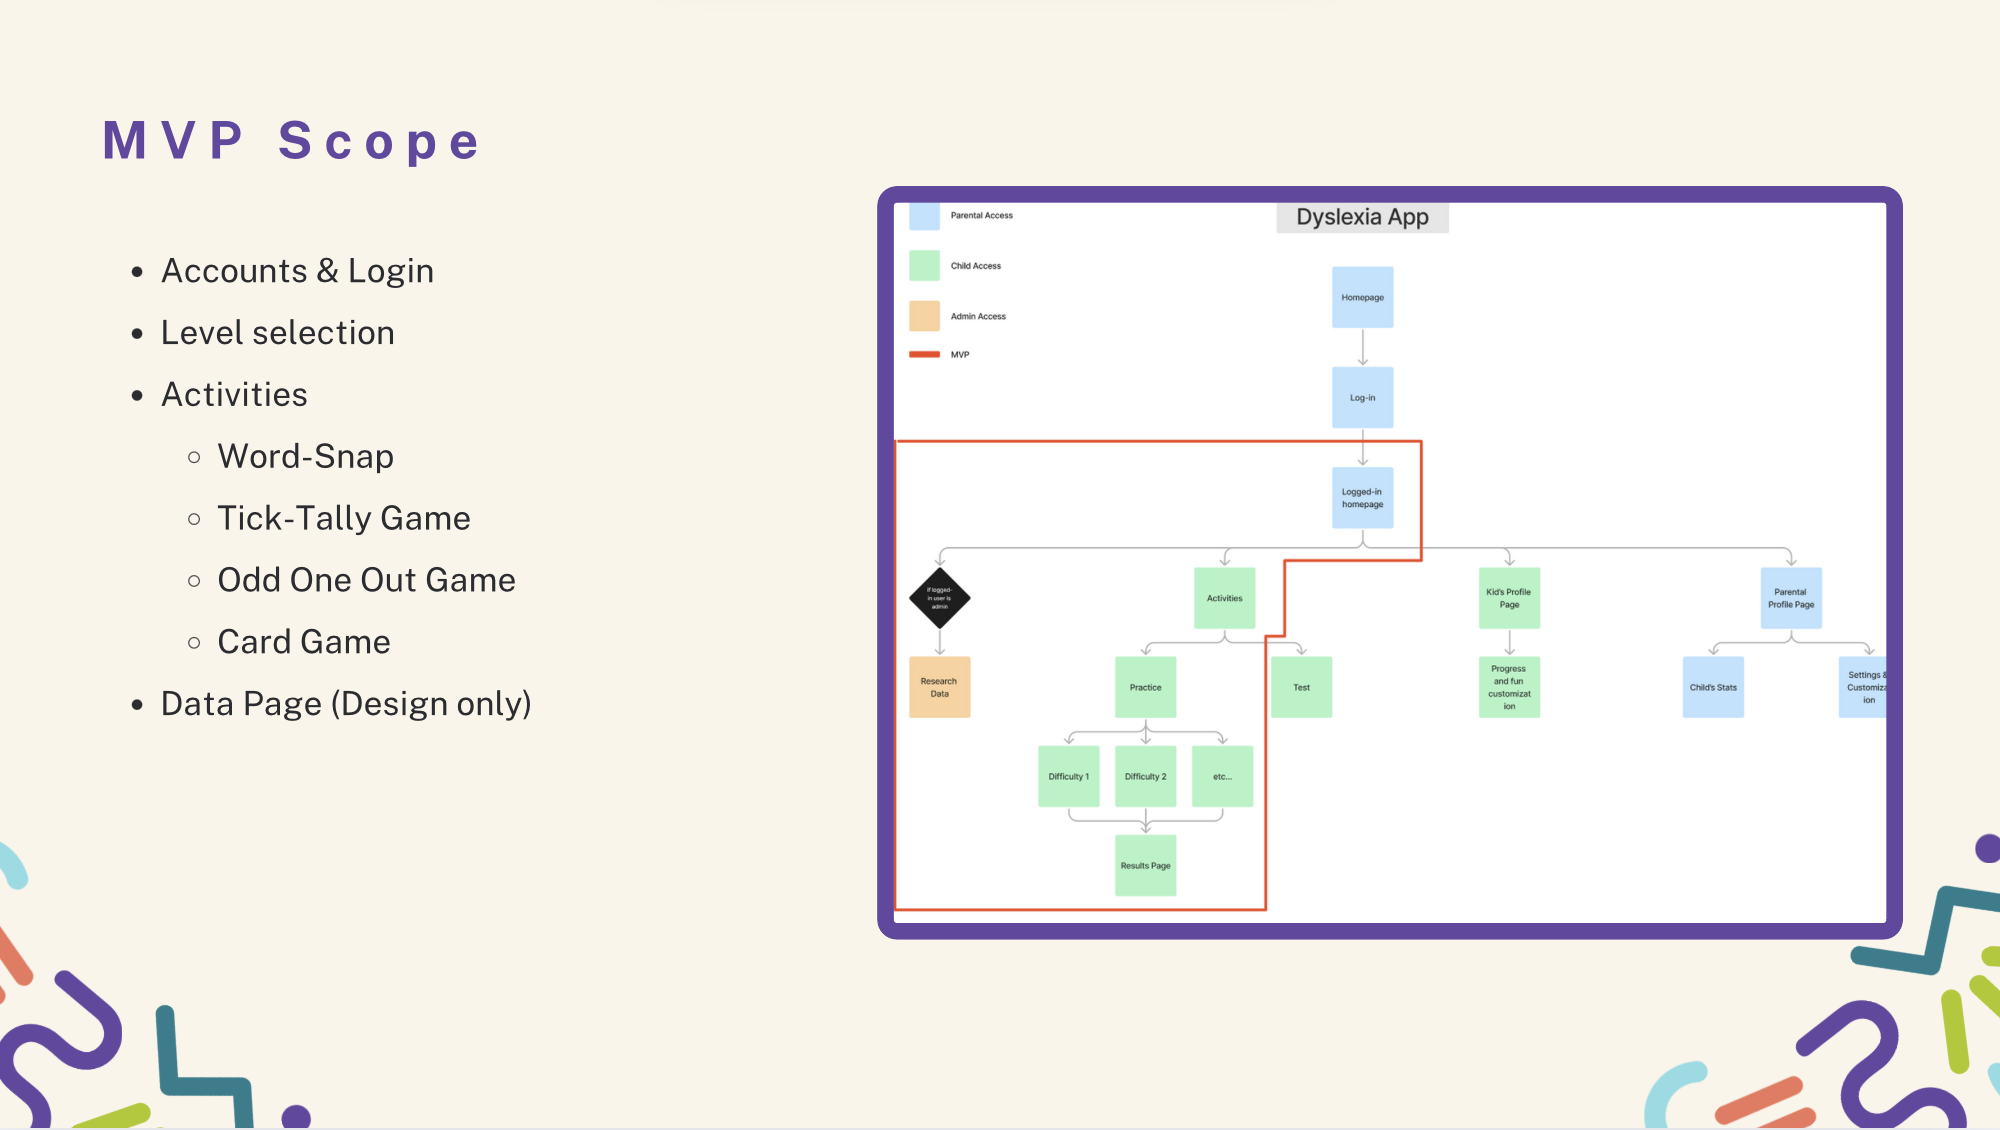 MVP Scope
Accounts & Login
Level selection
Activities
Word-Snap
Tick-Tally Game
Odd One Out Game
Card Game
Data Page (Design only)
Dyslexia App
Parental Access
Child Access
Admin Access
MVP
Homepage
Log-in
Logged-in
homepage
If logged-
in user is
admin
Activities
Kid's Profile
Page
Parental
Profile Page
Research
Data
Practice
Test
Progress
and fun
customizat
ion
Child's Stats
Settings &
Customizat
ion
Difficulty 1
Difficulty 2
etc...
Results Page